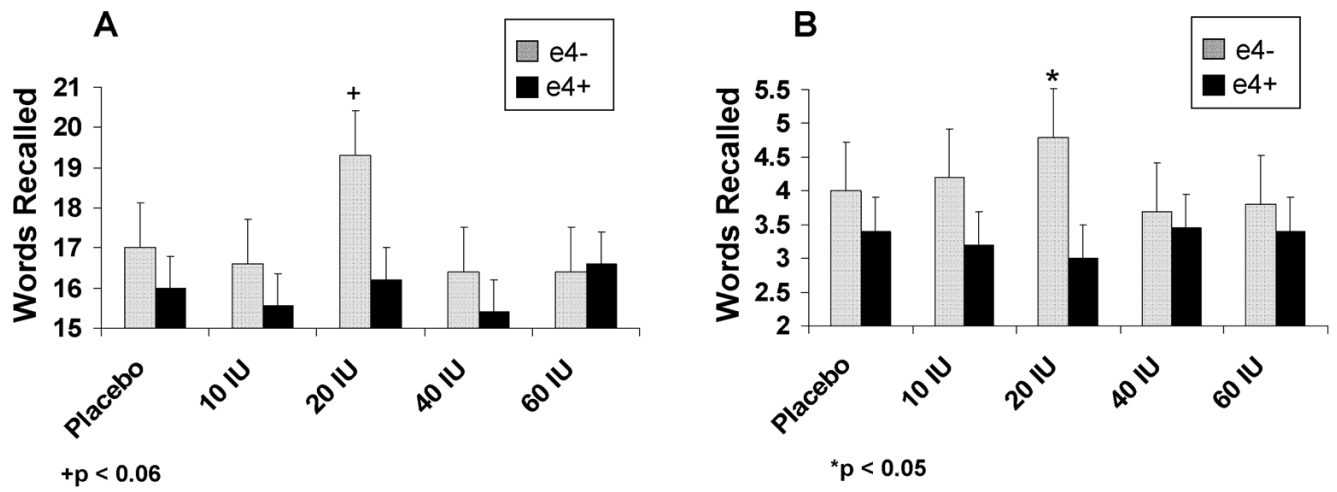 A
e4-
e4+
Words Recalled
21
20
19
18
17
16
15
+
Placebo
10 IU
20 IU
40 IU
60 IU
+p < 0.06
B
e4-
e4+
Words Recalled
5.5
5
4.5
4
3.5
3
2.5
2
*
Placebo
10 IU
20 IU
40 IU
60 IU
*p < 0.05